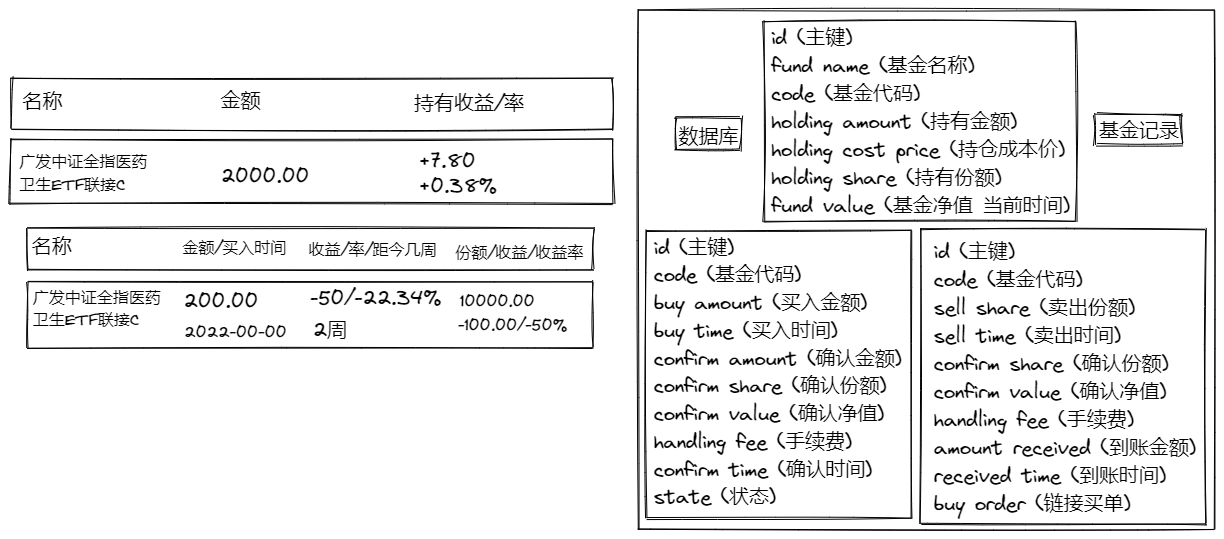 名称 金额 持有收益/率
广发中证全指医药
卫生ETF联接C
2000.00
+7.80
+0.38%
名称 金额/买入时间 收益/率/距今几周 份额/收益/收益率
广发中证全指医药
卫生ETF联接C
200.00
2022-00-00
-50/-22.34%
2周
10000.00
-100.00/-50%
数据库
id (主键)
fund name (基金名称)
code (基金代码)
holding amount (持有金额)
holding cost price (持仓成本价)
holding share (持有份额)
fund value (基金净值 当前时间)
基金记录
id (主键)
code (基金代码)
buy amount (买入金额)
buy time (买入时间)
confirm amount (确认金额)
confirm share (确认份额)
confirm value (确认净值)
handling fee (手续费)
confirm time (确认时间)
state (状态)
id (主键)
code (基金代码)
sell share (卖出份额)
sell time (卖出时间)
confirm share (确认份额)
confirm value (确认净值)
handling fee (手续费)
amount received (到账金额)
received time (到账时间)
buy order (链接买单)